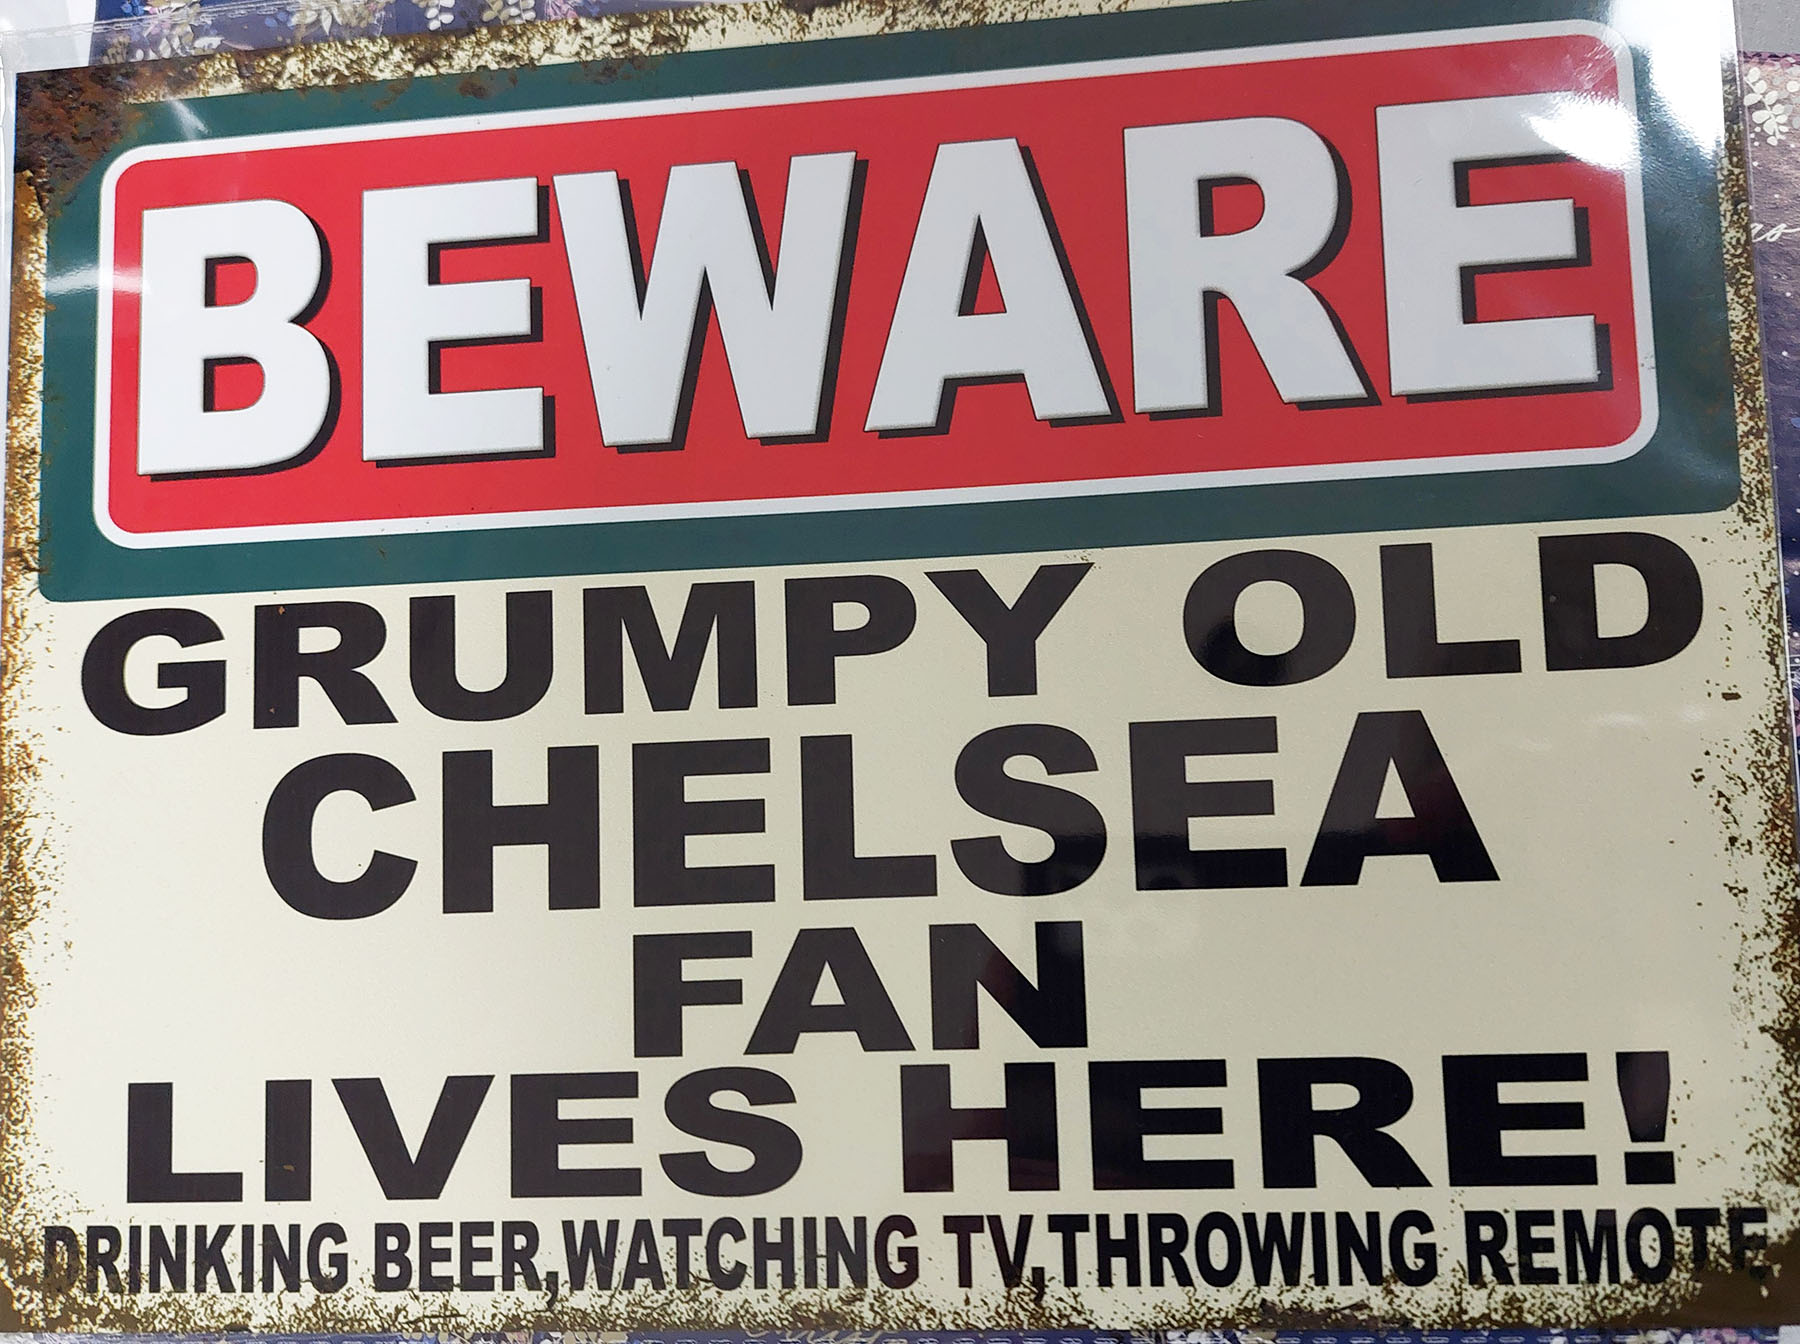 BEWARE
GRUMPY OLD
CHELSEA
FAN
LIVES HERE!
DRINKING BEER,WATCHING TV,THROWING REMOTE